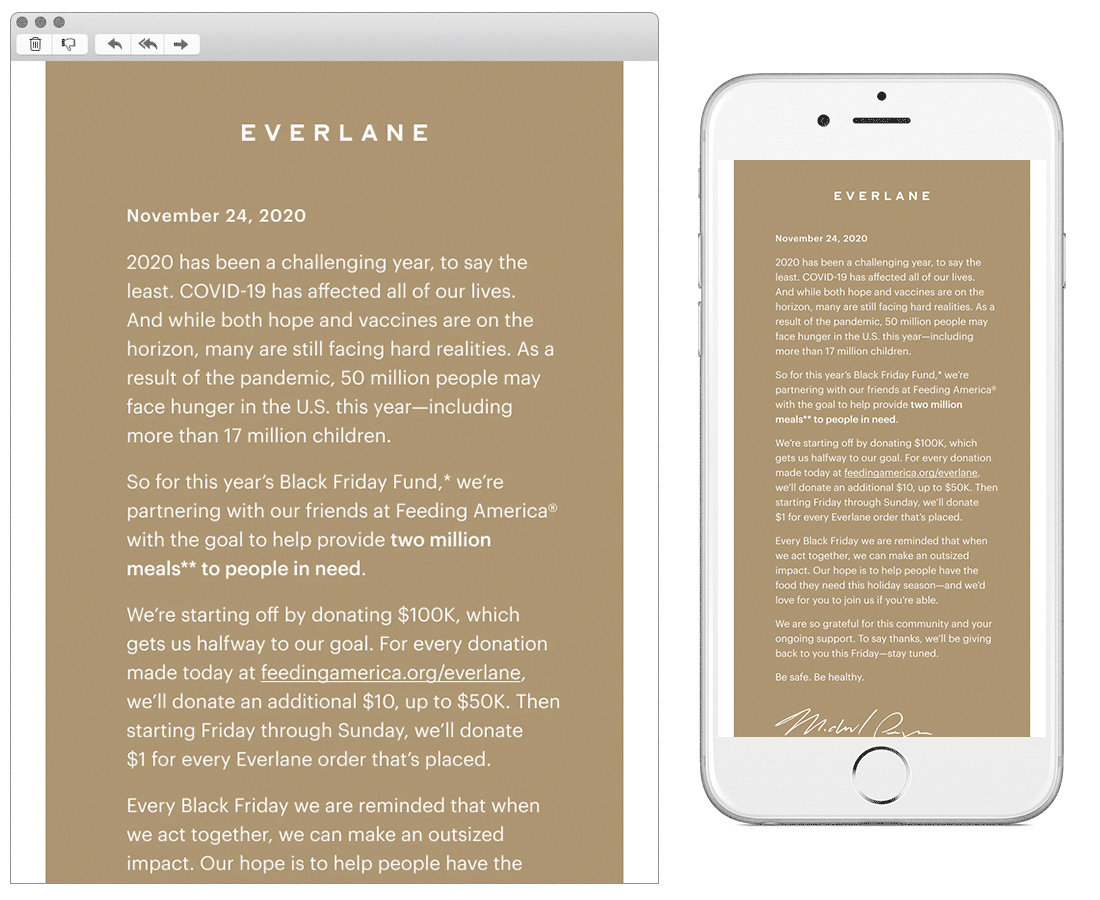 EVERLANE
November 24, 2020
2020 has been a challenging year, to say the
least. COVID-19 has affected all of our lives.
And while both hope and vaccines are on the
horizon, many are still facing hard realities. As a
result of the pandemic, 50 million people may
face hunger in the U.S. this year—including
more than 17 million children.
So for this year’s Black Friday Fund,* we’re
partnering with our friends at Feeding America®
with the goal to help provide two million
meals** to people in need.
We’re starting off by donating $100K, which
gets us halfway to our goal. For every donation
made today at feedingamerica.org/everlane,
we’ll donate an additional $10, up to $50K. Then
starting Friday through Sunday, we’ll donate
$1 for every Everlane order that’s placed.
Every Black Friday we are reminded that when
we act together, we can make an outsized
impact. Our hope is to help people have the
EVERLANE
November 24, 2020
2020 has been a challenging year, to say the
least. COVID-19 has affected all of our lives.
And while both hope and vaccines are on the
horizon, many are still facing hard realities. As a
result of the pandemic, 50 million people may
face hunger in the U.S. this year—including
more than 17 million children.
So for this year’s Black Friday Fund,* we’re
partnering with our friends at Feeding America®
with the goal to help provide two million
meals** to people in need.
We’re starting off by donating $100K, which
gets us halfway to our goal. For every donation
made today at feedingamerica.org/everlane,
we’ll donate an additional $10, up to $50K. Then
starting Friday through Sunday, we’ll donate
$1 for every Everlane order that’s placed.
Every Black Friday we are reminded that when
we act together, we can make an outsized
impact. Our hope is to help people have the
food they need this holiday season—and we’d
love for you to join us if you’re able.
We are so grateful for this community and your
ongoing support. To say thanks, we’ll be giving
back to you this Friday—stay tuned.
Be safe. Be healthy.